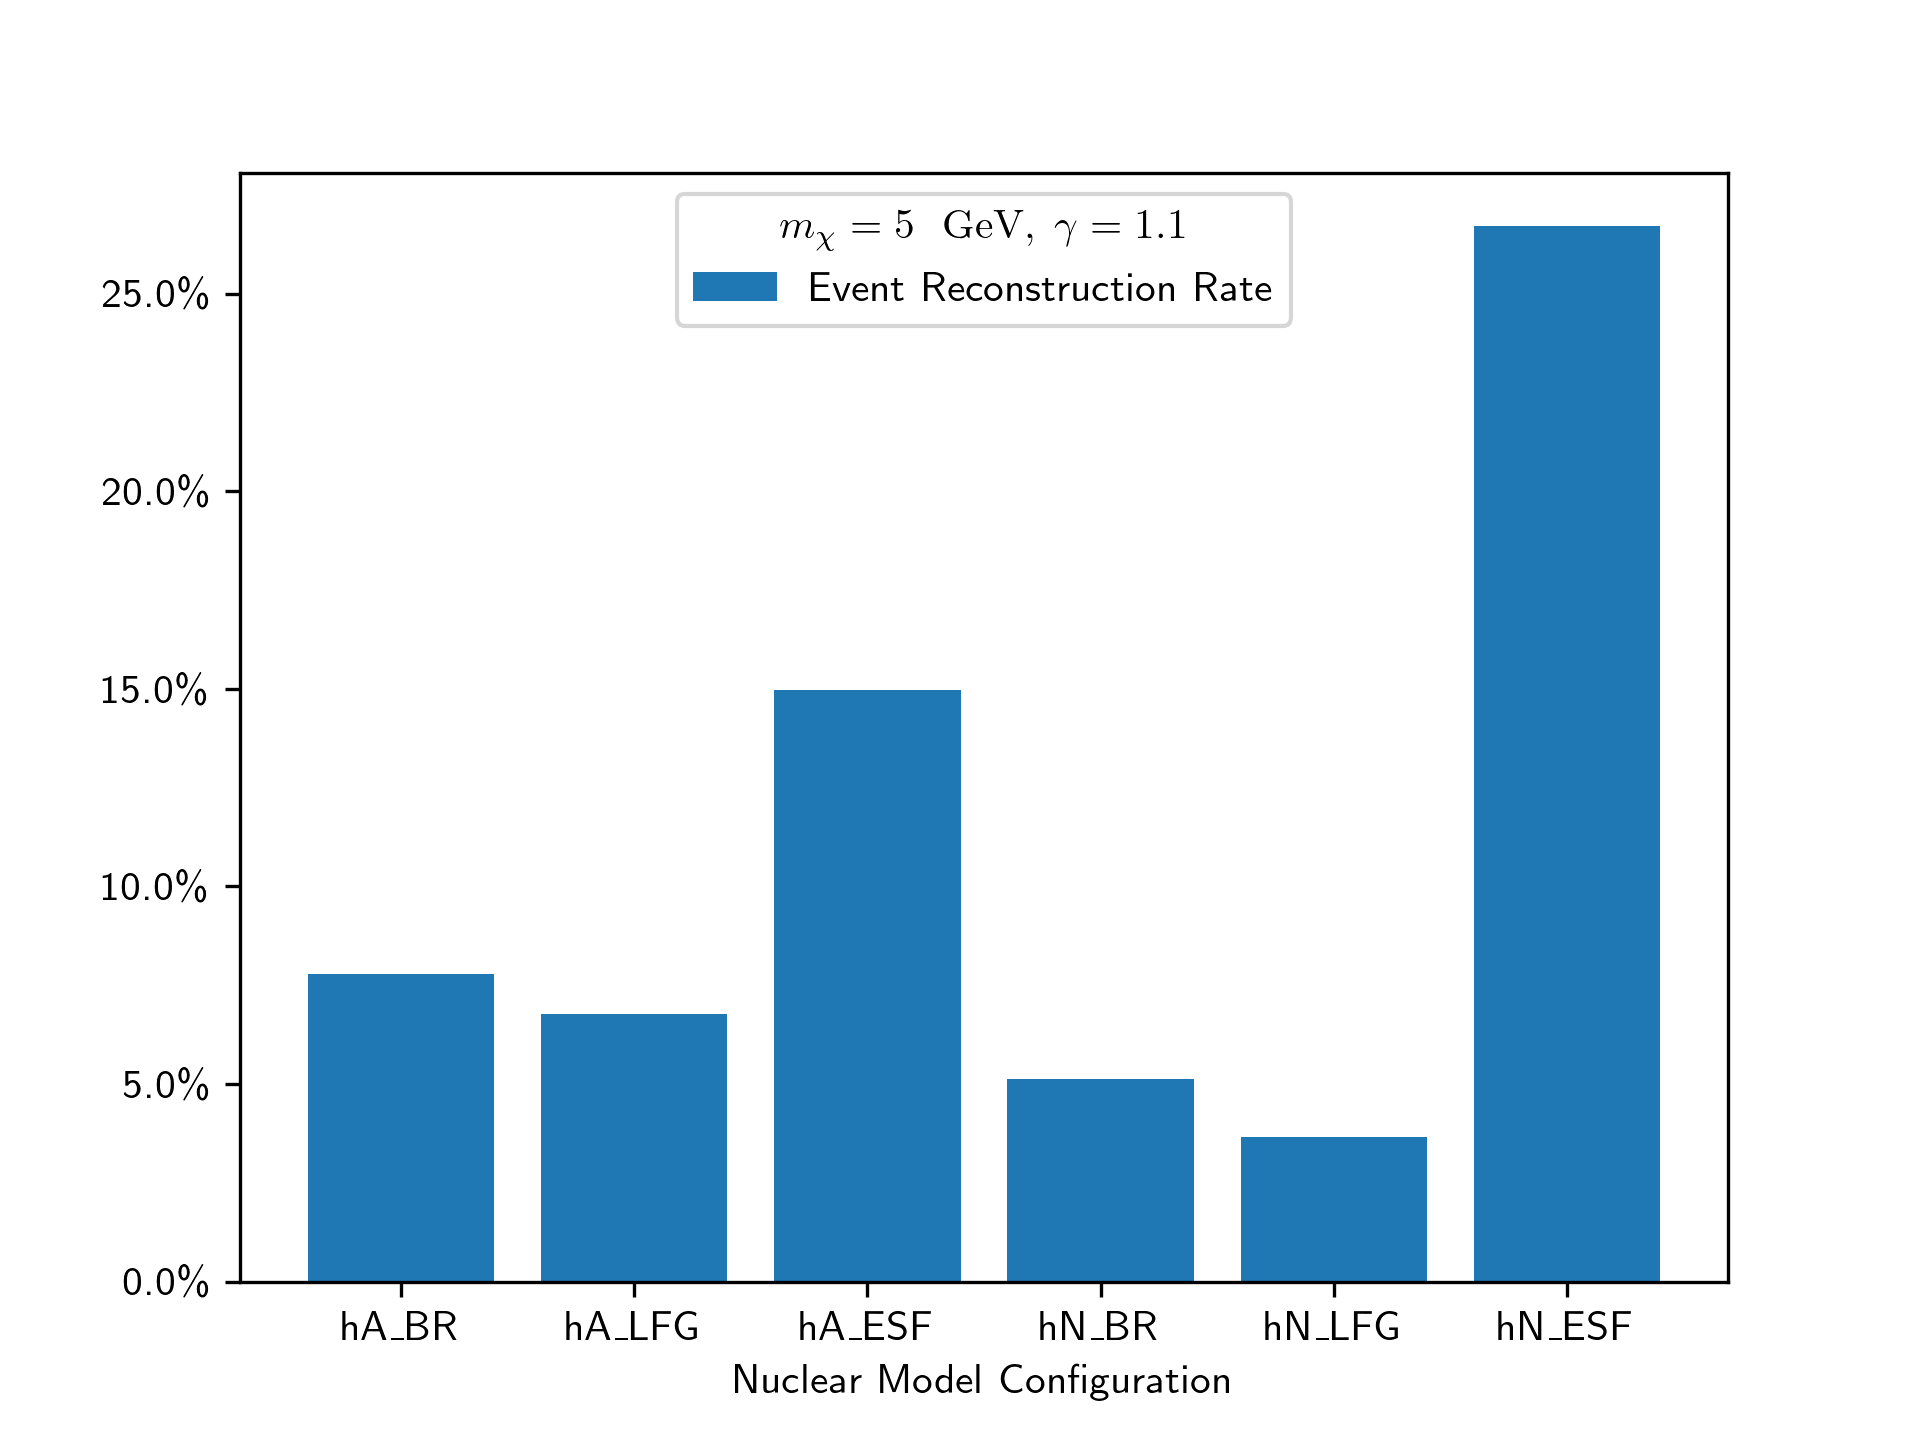 m_χ = 5 GeV, γ = 1.1
Event Reconstruction Rate
25.0%
20.0%
15.0%
10.0%
5.0%
0.0%
hA_BR hA_LFG hA_ESF hN_BR hN_LFG hN_ESF
Nuclear Model Configuration